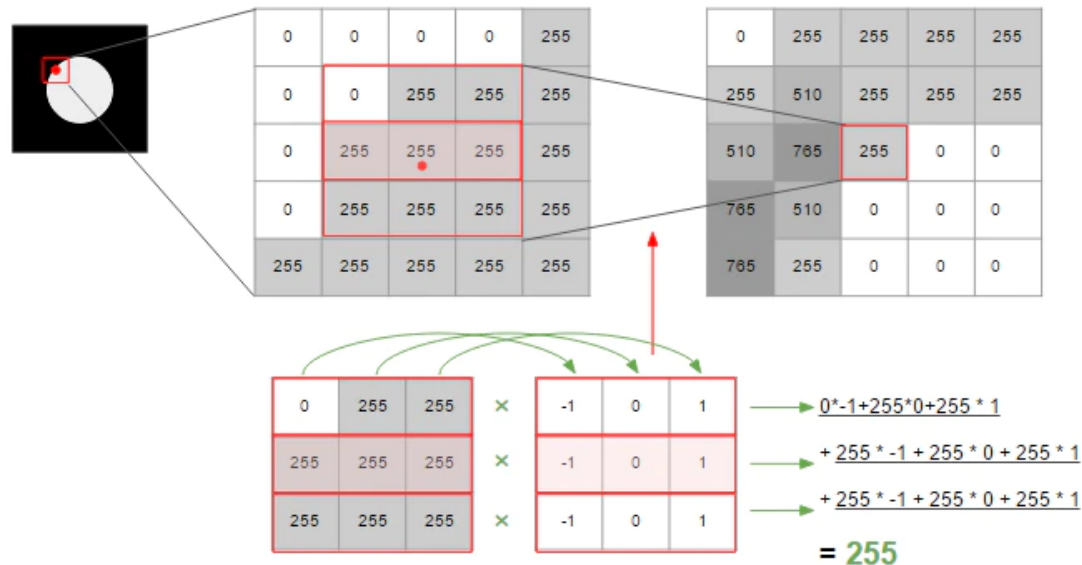 0 0 0 0 255
0 0 255 255 255
0 255 255 255 255
0 255 255 255 255
255 255 255 255 255
0 255 255 255 255
255 510 255 255 255
510 765 255 0 0
765 510 0 0 0
765 255 0 0 0
0 255 255 × -1 0 1 0*-1+255*0+255 * 1
255 255 255 × -1 0 1 + 255 * -1 + 255 * 0 + 255 * 1
255 255 255 × -1 0 1 + 255 * -1 + 255 * 0 + 255 * 1
= 255